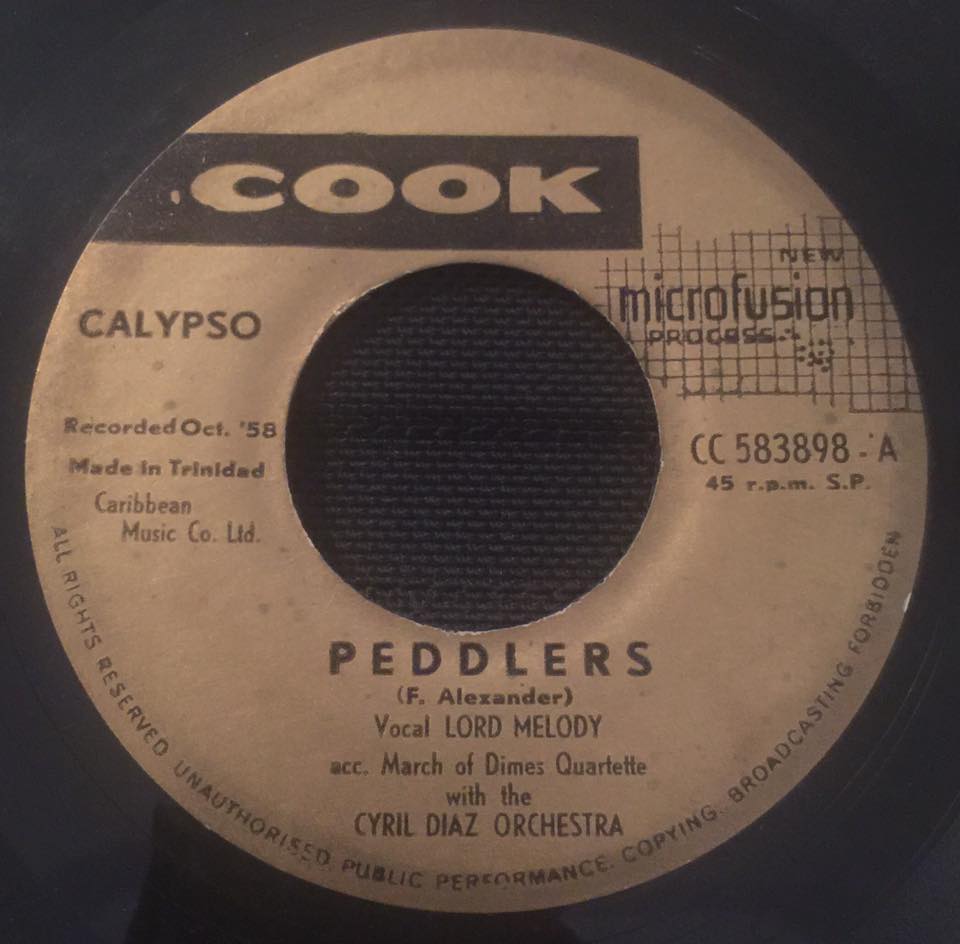 COOK
NEW
microfusion
PROCESS
CALYPSO
Recorded Oct. '58
Made in Trinidad
Caribbean
Music Co. Ltd.
CC 583898 - A
45 r.p.m. S.P.
PEDDLERS
(F. Alexander)
Vocal LORD MELODY
acc. March of Dimes Quartette
with the
CYRIL DIAZ ORCHESTRA
ALL RIGHTS RESERVED UNAUTHORISED PUBLIC PERFORMANCE. COPYING. BROADCASTING FORBIDDEN